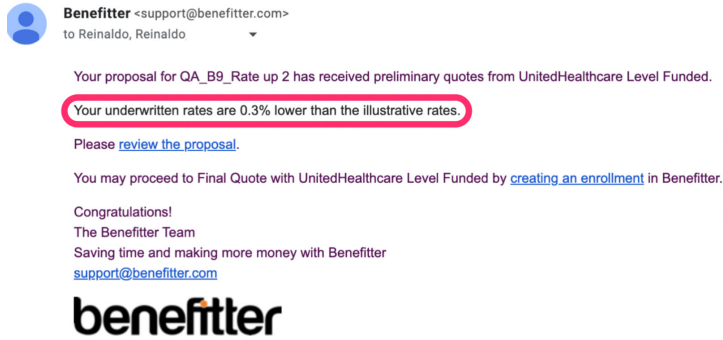 Benefitter <support@benefitter.com>
to Reinaldo, Reinaldo
Your proposal for QA_B9_Rate up 2 has received preliminary quotes from UnitedHealthcare Level Funded.
Your underwritten rates are 0.3% lower than the illustrative rates.
Please review the proposal.
You may proceed to Final Quote with UnitedHealthcare Level Funded by creating an enrollment in Benefitter.
Congratulations!
The Benefitter Team
Saving time and making more money with Benefitter
support@benefitter.com
benefitter